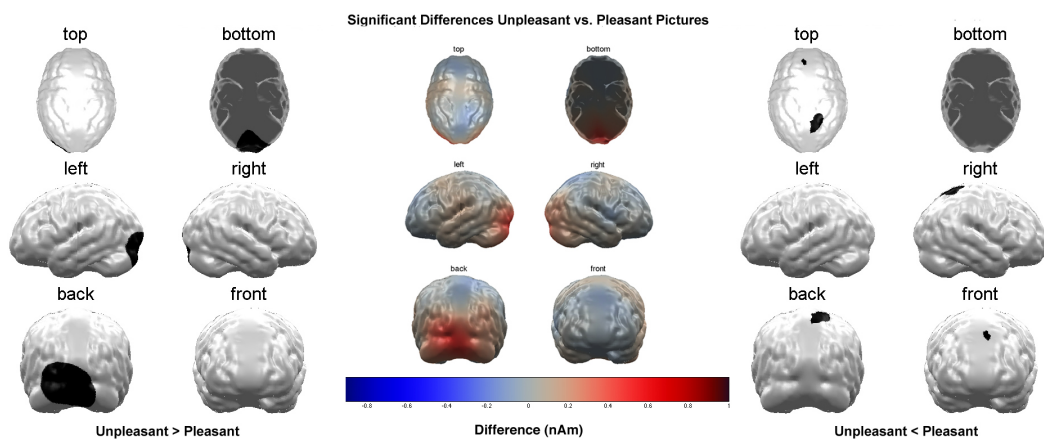 Significant Differences Unpleasant vs. Pleasant Pictures
top
bottom
left
right
back
front
Unpleasant > Pleasant
top
bottom
left
right
back
front
-0.8 -0.6 -0.4 -0.2 0 0.2 0.4 0.6 0.8 1
Difference (nAm)
top
bottom
left
right
back
front
Unpleasant < Pleasant